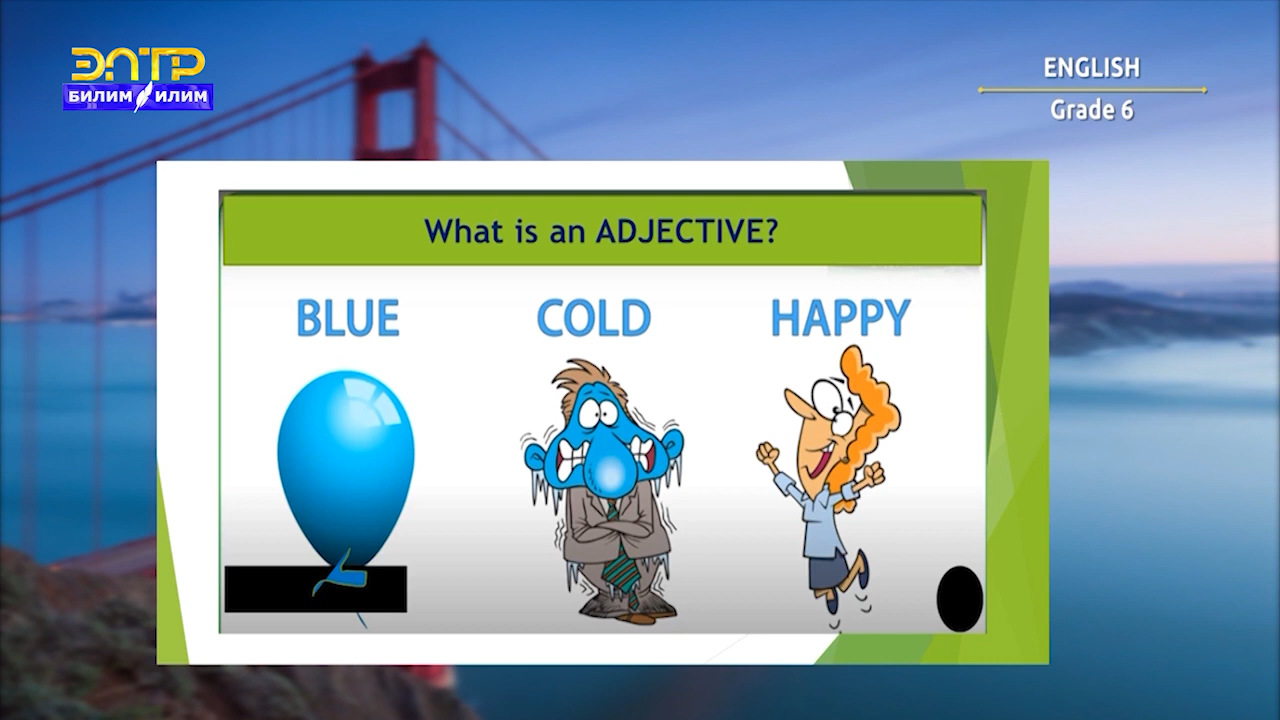 ЭЛТР
БИЛИМ ИЛИМ
ENGLISH
Grade 6
What is an ADJECTIVE?
BLUE
COLD
HAPPY